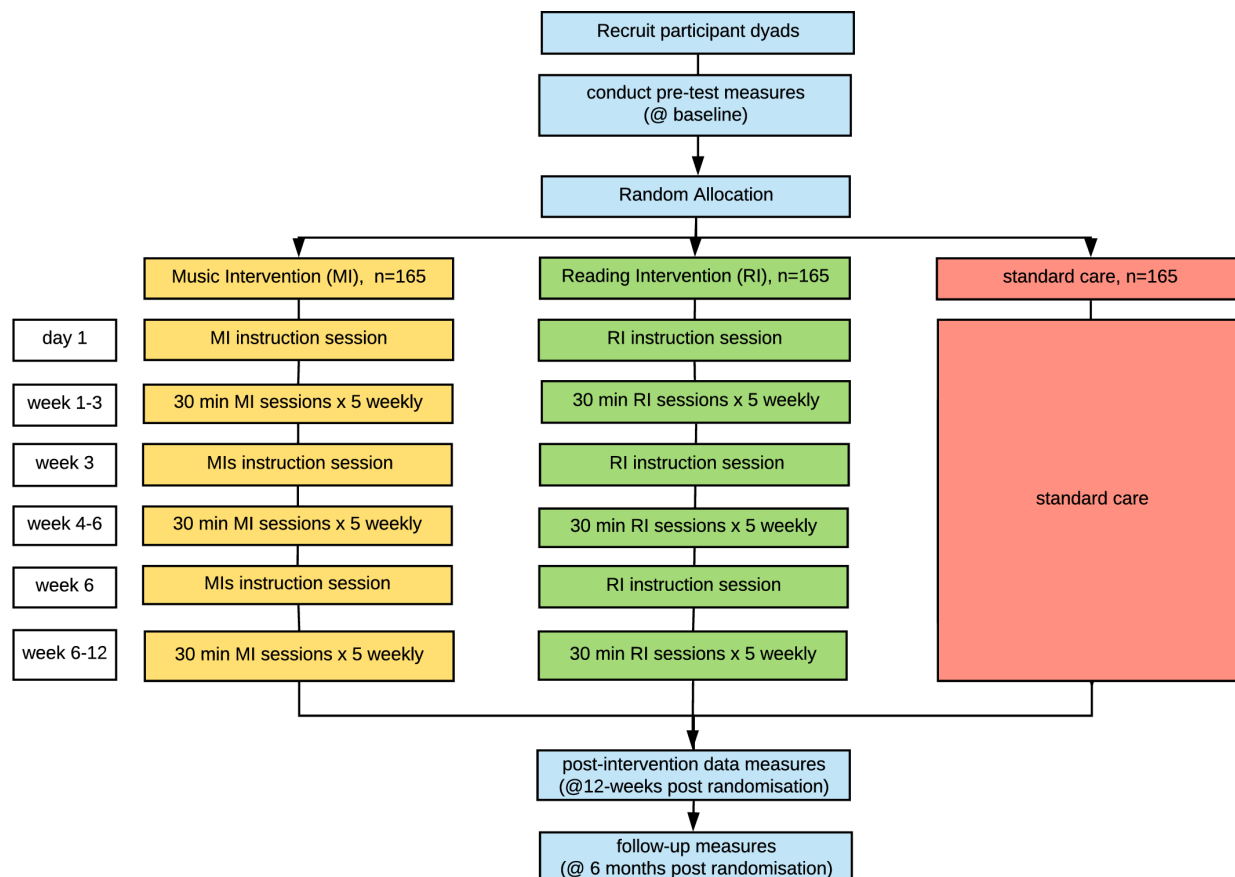 Recruit participant dyads
conduct pre-test measures
(@ baseline)
Random Allocation
Music Intervention (MI),  n=165
Reading Intervention (RI), n=165
standard care, n=165
day 1
MI instruction session
RI instruction session
week 1-3
30 min MI sessions x 5 weekly
30 min RI sessions x 5 weekly
week 3
MIs instruction session
RI instruction session
standard care
week 4-6
30 min MI sessions x 5 weekly
30 min RI sessions x 5 weekly
week 6
MIs instruction session
RI instruction session
week 6-12
30 min MI sessions x 5 weekly
30 min RI sessions x 5 weekly
post-intervention data measures
(@12-weeks post randomisation)
follow-up measures
(@ 6 months post randomisation)